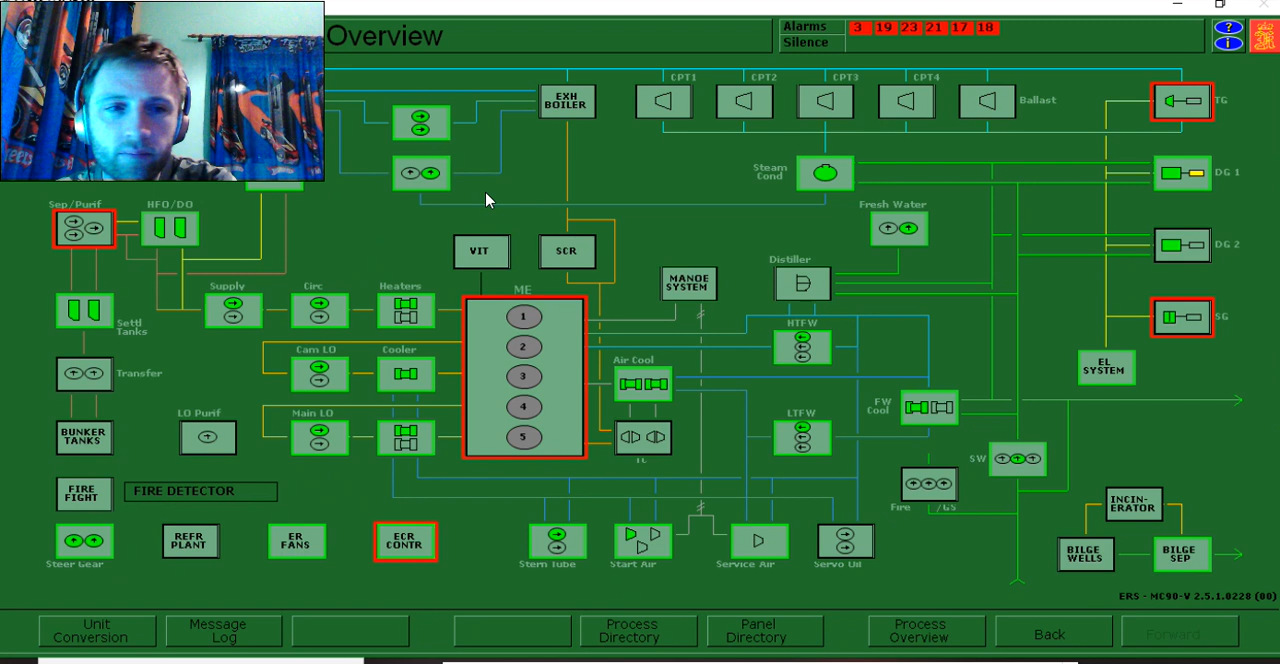 Overview
Alarms 3 19 23 21 17 18
Silence
?
i
CPT1 CPT2 CPT3 CPT4
EXH
BOILER
Ballast
TG
Steam
Cond
DG 1
Sep/Purif HFO/DO
Fresh Water
VIT SCR
DG 2
Distiller
MANOE
SYSTEM
Supply Circ Heaters ME
Settl
Tanks
HTFW
SG
Cam LO Cooler Air Cool
Transfer
EL
SYSTEM
FW
Cool
LO Purif Main LO LTFW
BUNKER
TANKS
1
2
3
4
5
SW
FIRE
FIGHT
FIRE DETECTOR
Fire /GS
INCIN-
ERATOR
REFR
PLANT
ER
FANS
ECR
CONTR
BILGE
WELLS
BILGE
SEP
Steer Gear Stern Tube Start Air Service Air Servo Oil
ERS - MC90-V 2.5.1.0228 (00)
Unit
Conversion
Message
Log
Process
Directory
Panel
Directory
Process
Overview
Back
Forward